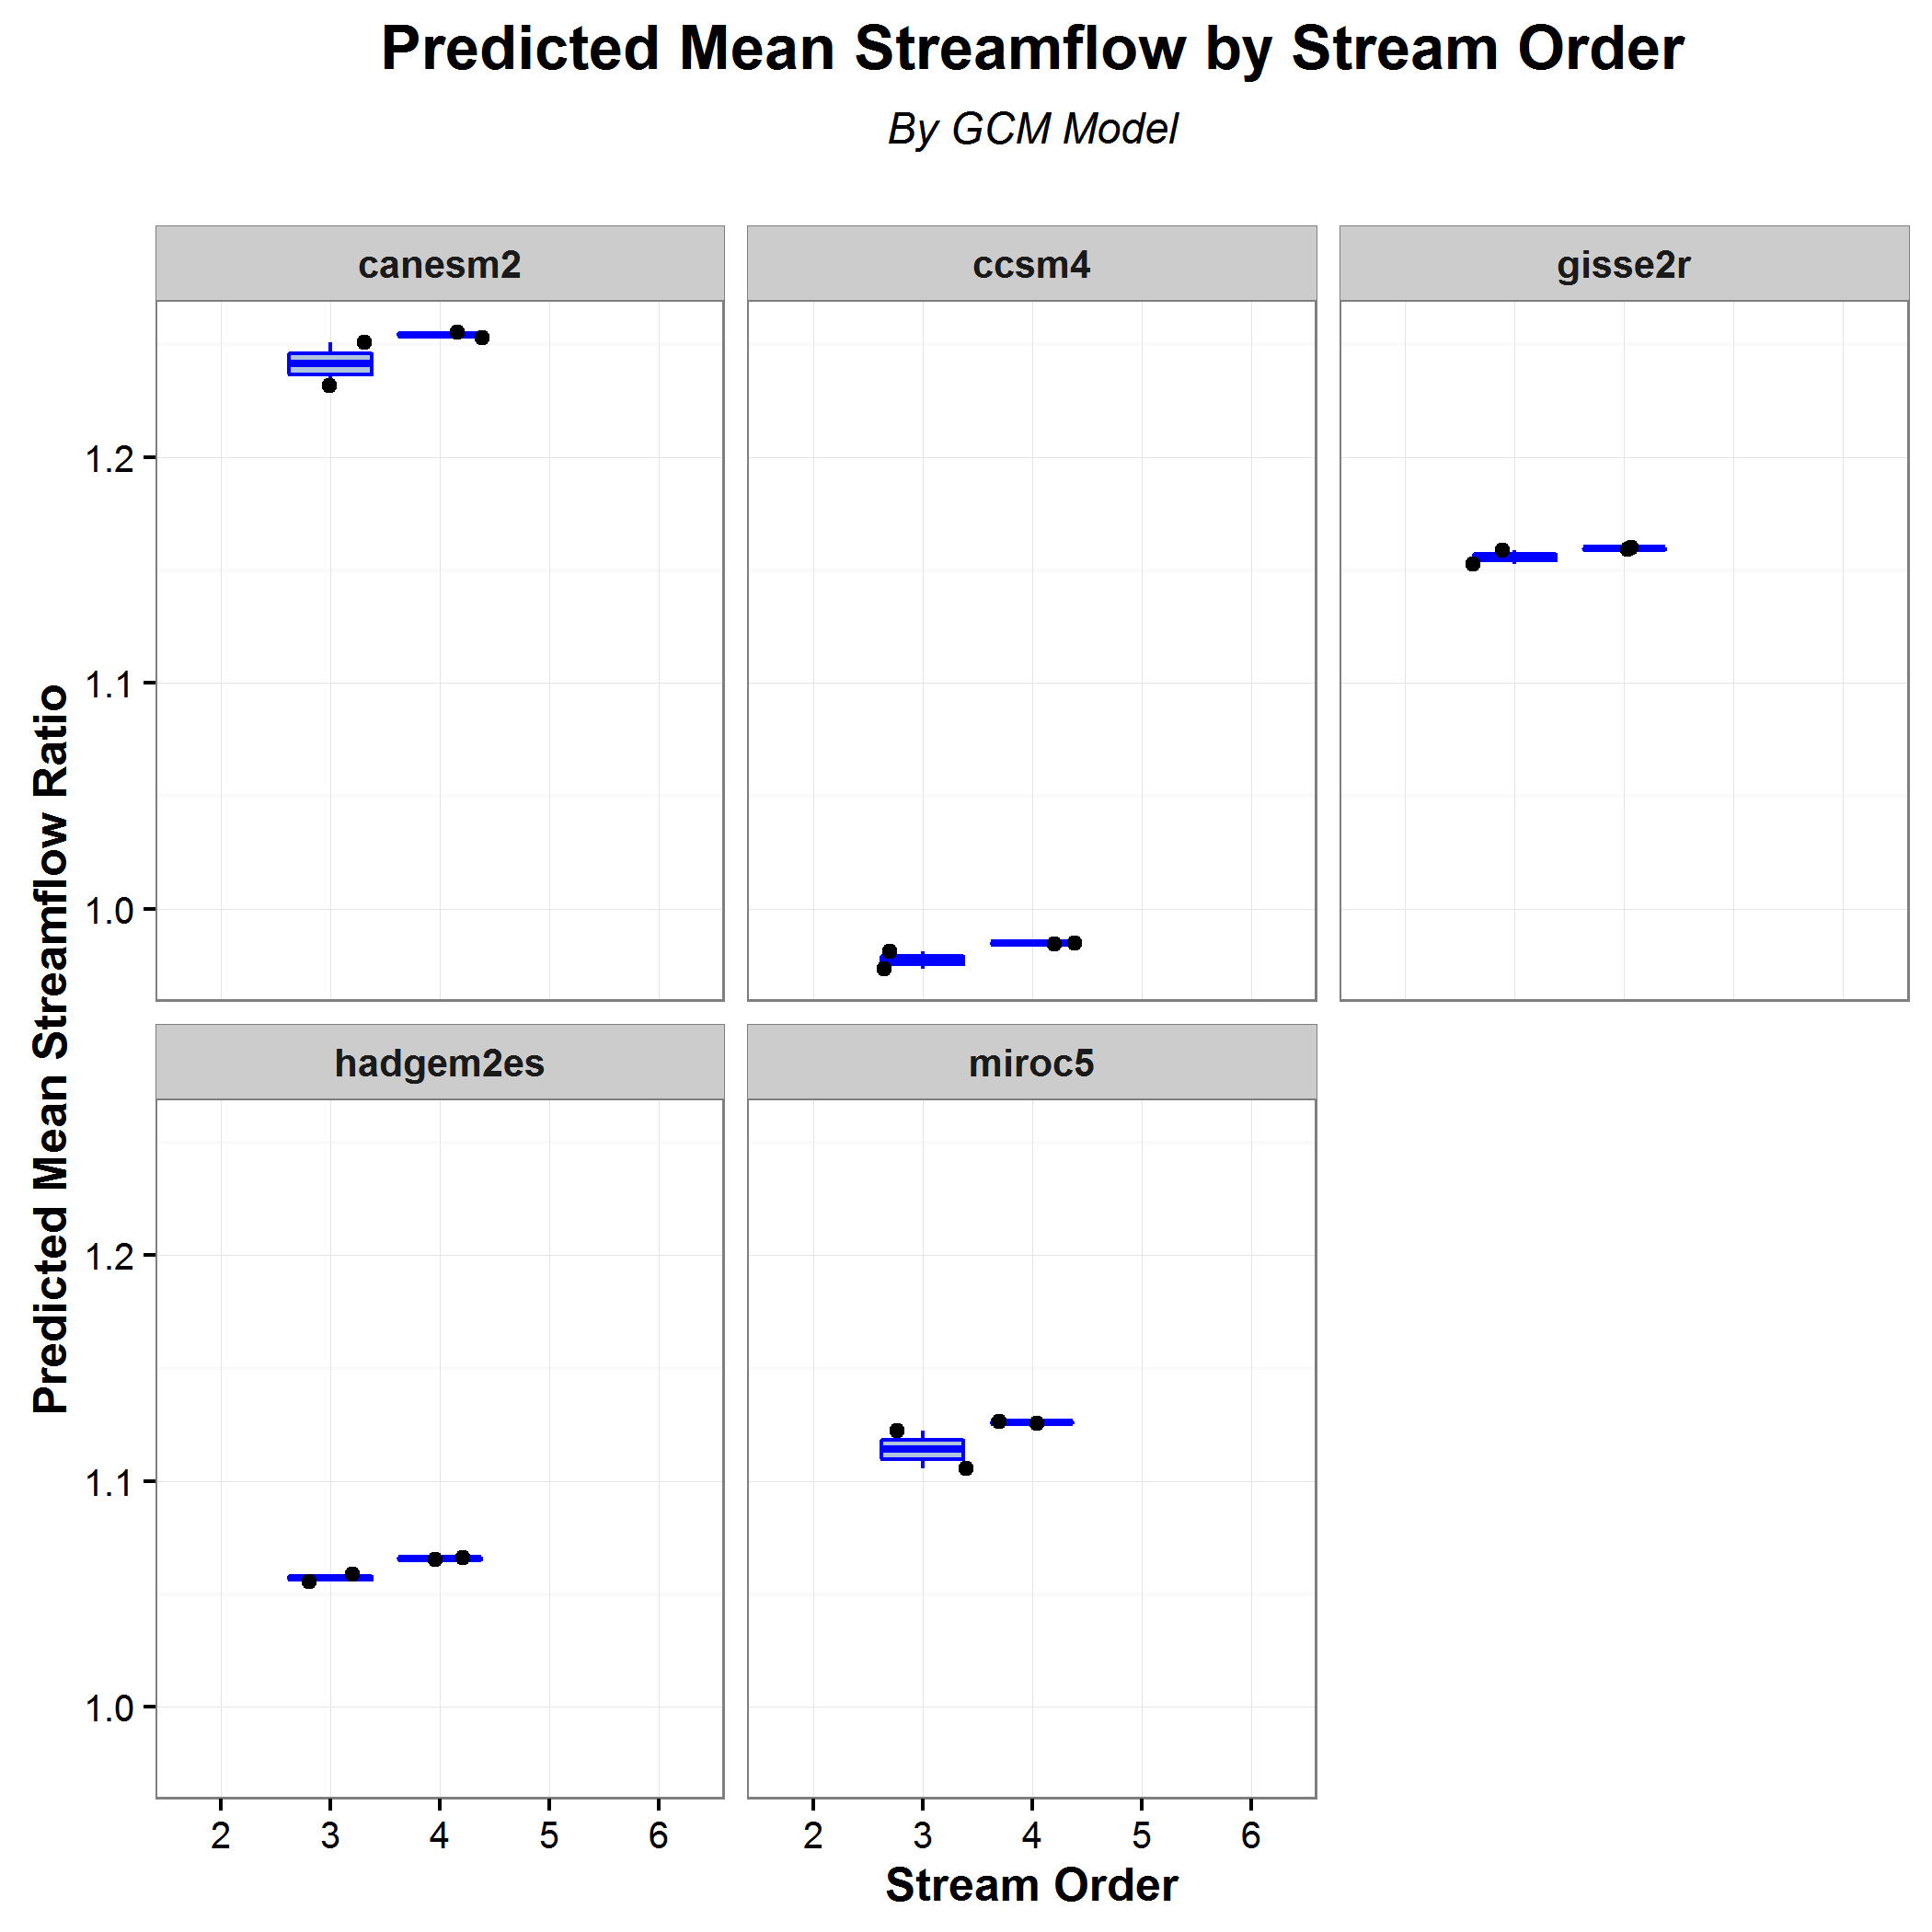 Predicted Mean Streamflow by Stream Order
By GCM Model
canesm2
ccsm4
gisse2r
1.2
1.1
1.0
Predicted Mean Streamflow Ratio
hadgem2es
miroc5
1.2
1.1
1.0
2 3 4 5 6
2 3 4 5 6
Stream Order